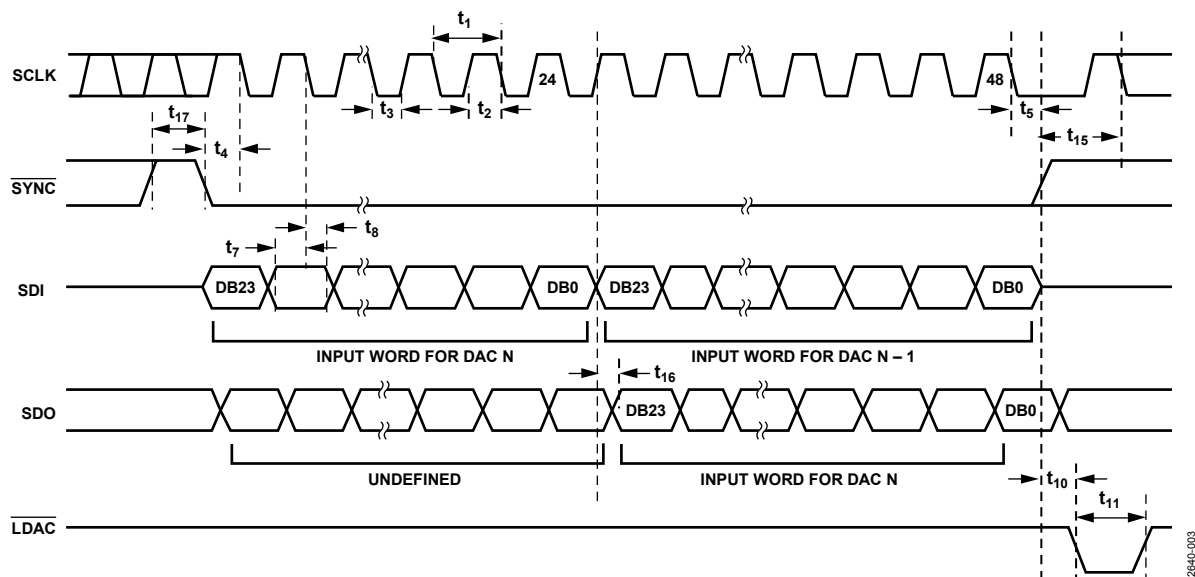 t1
SCLK
24
48
t3
t2
t5
t17
t4
t15
SYNC
t7
t8
SDI
DB23
DB0
DB23
DB0
INPUT WORD FOR DAC N
INPUT WORD FOR DAC N – 1
t16
SDO
DB23
DB0
UNDEFINED
INPUT WORD FOR DAC N
t10
t11
LDAC
2640-003